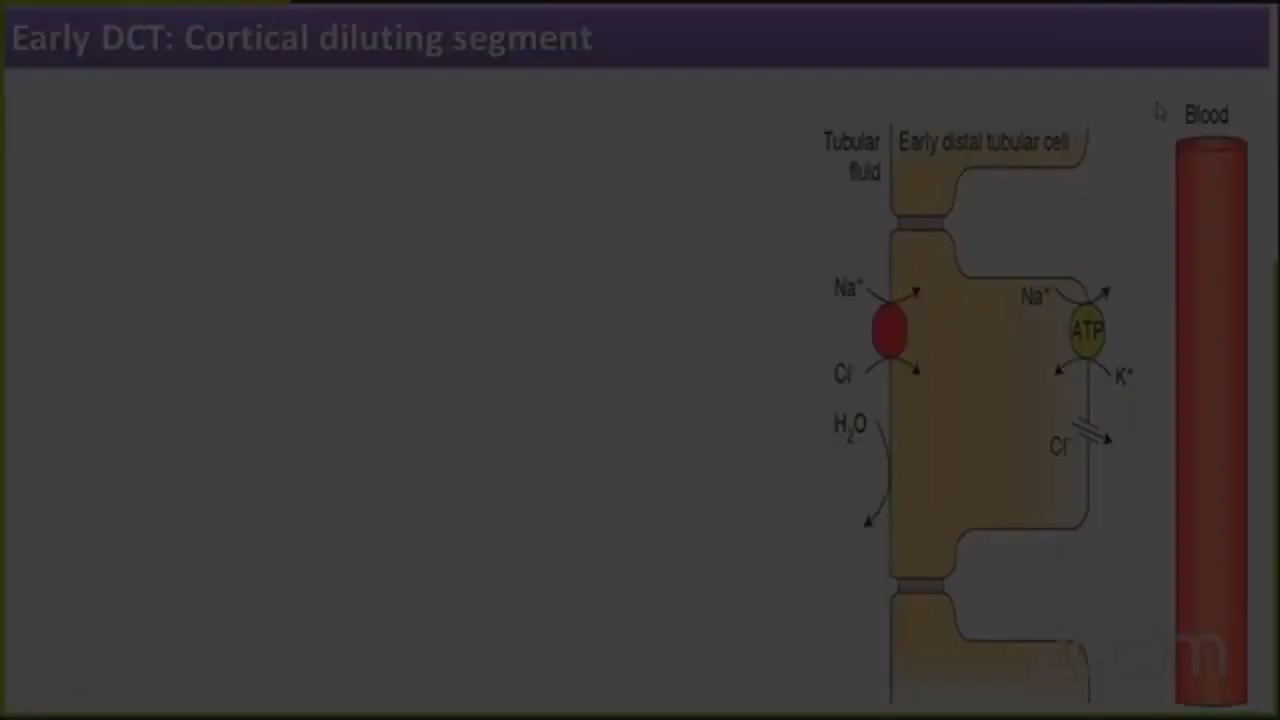 Early DCT: Cortical diluting segment
Blood
Tubular fluid
Early distal tubular cell
Na⁺
Na⁺
ATP
Cl⁻
K⁺
H₂O
Cl⁻